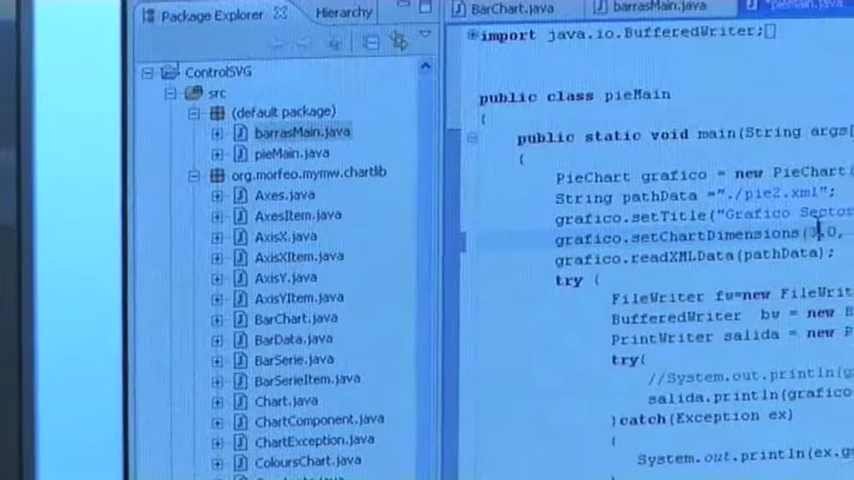 Package Explorer
Hierarchy
BarChart.java
barrasMain.java
*pieMain.java
ControlSVG
src
(default package)
barrasMain.java
pieMain.java
org.morfeo.mymw.chartlib
Axes.java
AxesItem.java
AxisX.java
AxisXItem.java
AxisY.java
AxisYItem.java
BarChart.java
BarData.java
BarSerie.java
BarSerieItem.java
Chart.java
ChartComponent.java
ChartException.java
ColoursChart.java
import java.io.BufferedWriter;
public class pieMain
{
public static void main(String args[
{
PieChart grafico = new PieChart(
String pathData ="./pie2.xml";
grafico.setTitle("Grafico Sector
grafico.setChartDimensions(3.0,
grafico.readXMLData(pathData);
try {
FileWriter fw=new FileWrit
BufferedWriter bw = new B
PrintWriter salida = new P
try{
//System.out.println(g
salida.println(grafico
}catch(Exception ex)
{
System.out.println(ex.g